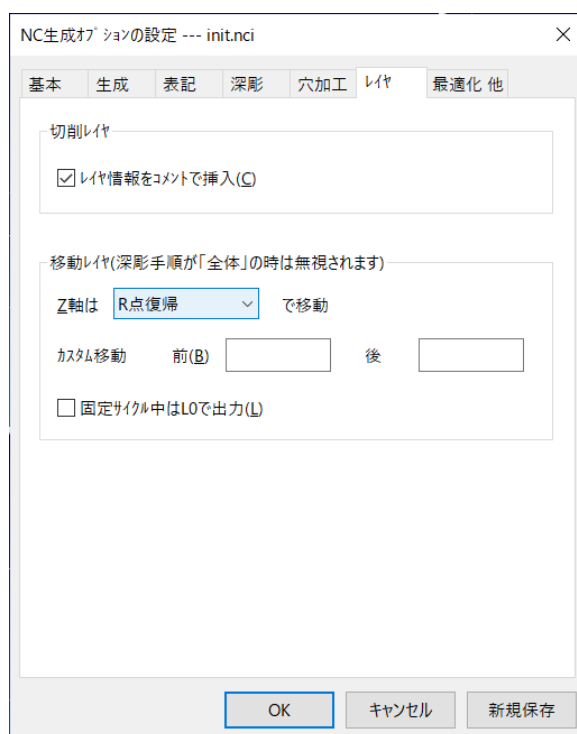 NC生成ｵﾌﾟｼｮﾝの設定 --- init.nci
基本 生成 表記 深彫 穴加工 ﾚｲﾔ 最適化 他
切削ﾚｲﾔ
ﾚｲﾔ情報をｺﾒﾝﾄで挿入(C)
移動ﾚｲﾔ(深彫手順が「全体」の時は無視されます)
Z軸は R点復帰 で移動
ｶｽﾀﾑ移動 前(B) 後
固定ｻｲｸﾙ中はL0で出力(L)
OK キャンセル 新規保存